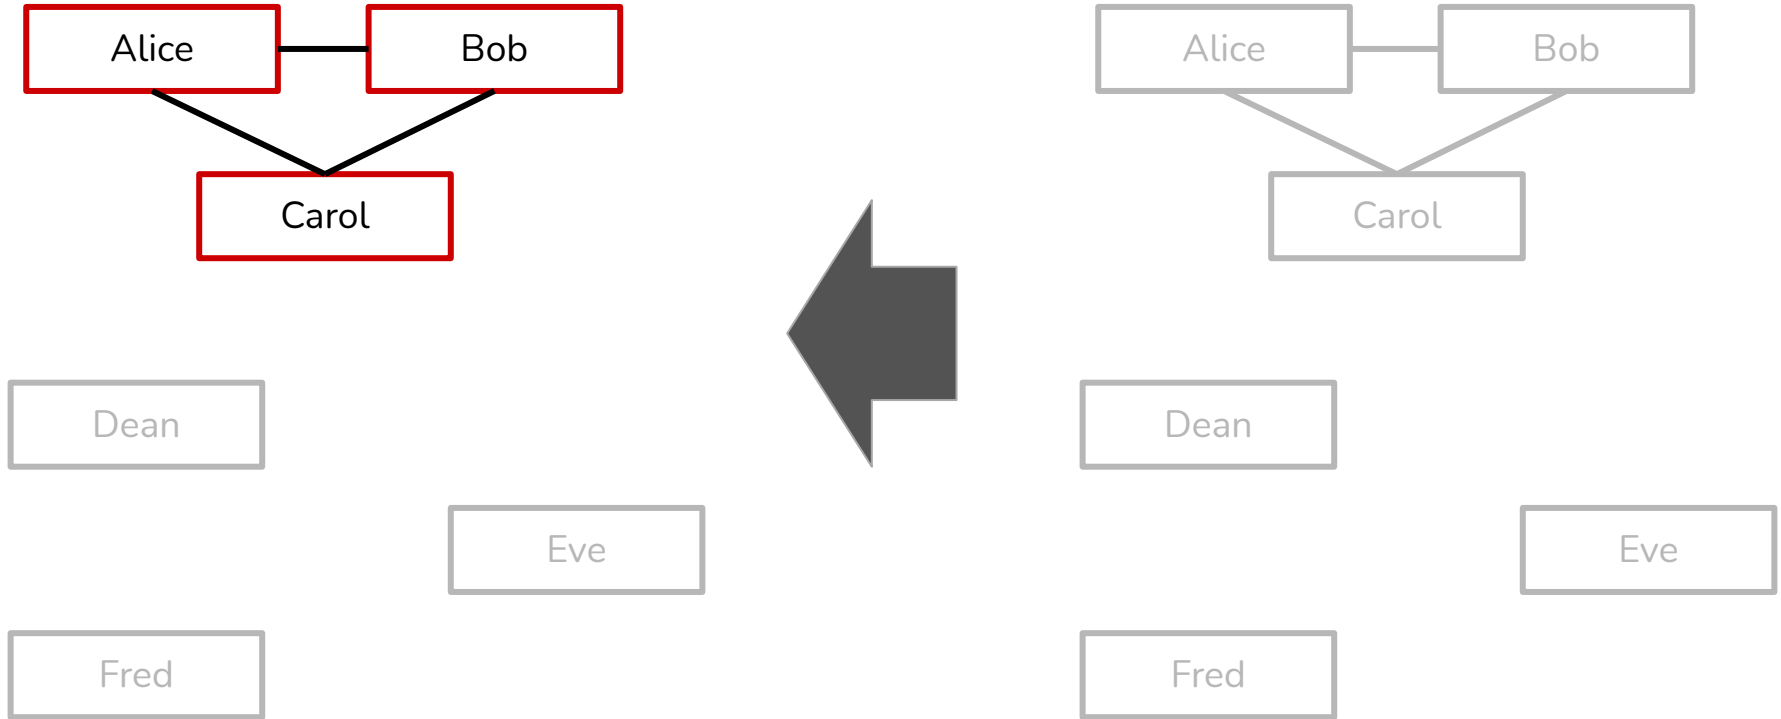 Alice
Bob
Carol
Dean
Eve
Fred
Alice
Bob
Carol
Dean
Eve
Fred